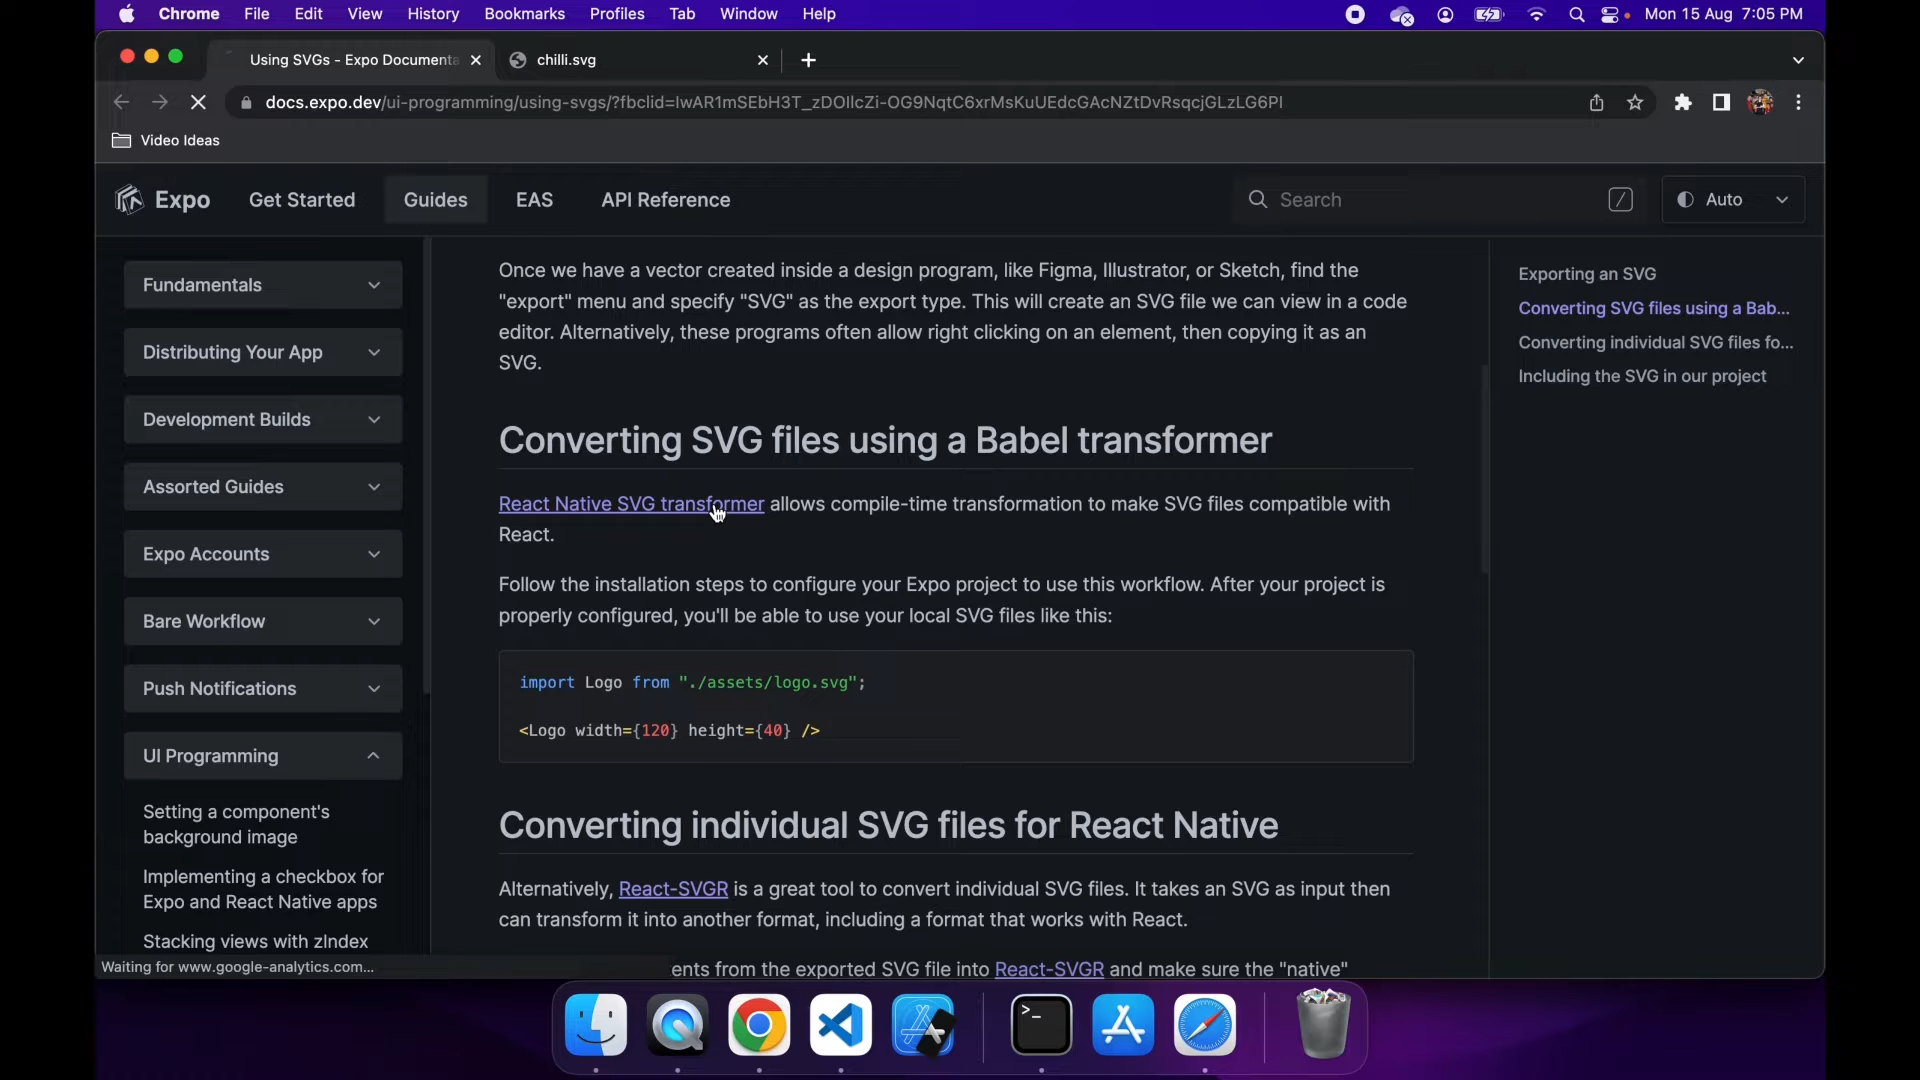 Chrome File Edit View History Bookmarks Profiles Tab Window Help Mon 15 Aug 7:05 PM
Using SVGs - Expo Documenta chilli.svg
docs.expo.dev/ui-programming/using-svgs/?fbclid=IwAR1mSEbH3T_zDOIlcZi-OG9NqtC6xrMsKuUEdcGAcNZtDvRsqcjGLzLG6PI
Video Ideas
Expo Get Started Guides EAS API Reference Search / Auto
Fundamentals
Distributing Your App
Development Builds
Assorted Guides
Expo Accounts
Bare Workflow
Push Notifications
UI Programming
Setting a component's
background image
Implementing a checkbox for
Expo and React Native apps
Stacking views with zIndex
Waiting for www.google-analytics.com...
Once we have a vector created inside a design program, like Figma, Illustrator, or Sketch, find the
"export" menu and specify "SVG" as the export type. This will create an SVG file we can view in a code
editor. Alternatively, these programs often allow right clicking on an element, then copying it as an
SVG.
Converting SVG files using a Babel transformer
React Native SVG transformer allows compile-time transformation to make SVG files compatible with
React.
Follow the installation steps to configure your Expo project to use this workflow. After your project is
properly configured, you'll be able to use your local SVG files like this:
import Logo from "./assets/logo.svg";
<Logo width={120} height={40} />
Converting individual SVG files for React Native
Alternatively, React-SVGR is a great tool to convert individual SVG files. It takes an SVG as input then
can transform it into another format, including a format that works with React.
ents from the exported SVG file into React-SVGR and make sure the "native"
Exporting an SVG
Converting SVG files using a Bab...
Converting individual SVG files fo...
Including the SVG in our project